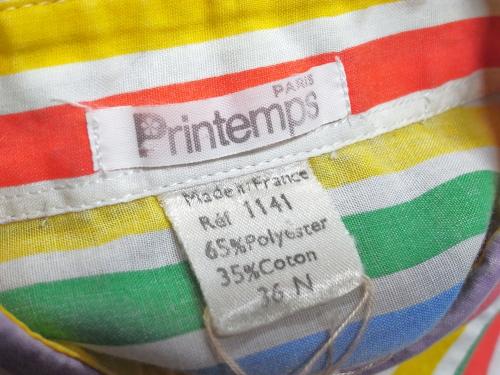 PARIS
Printemps
Made in France
Réf 1141
65%Polyester
35%Coton
36 N